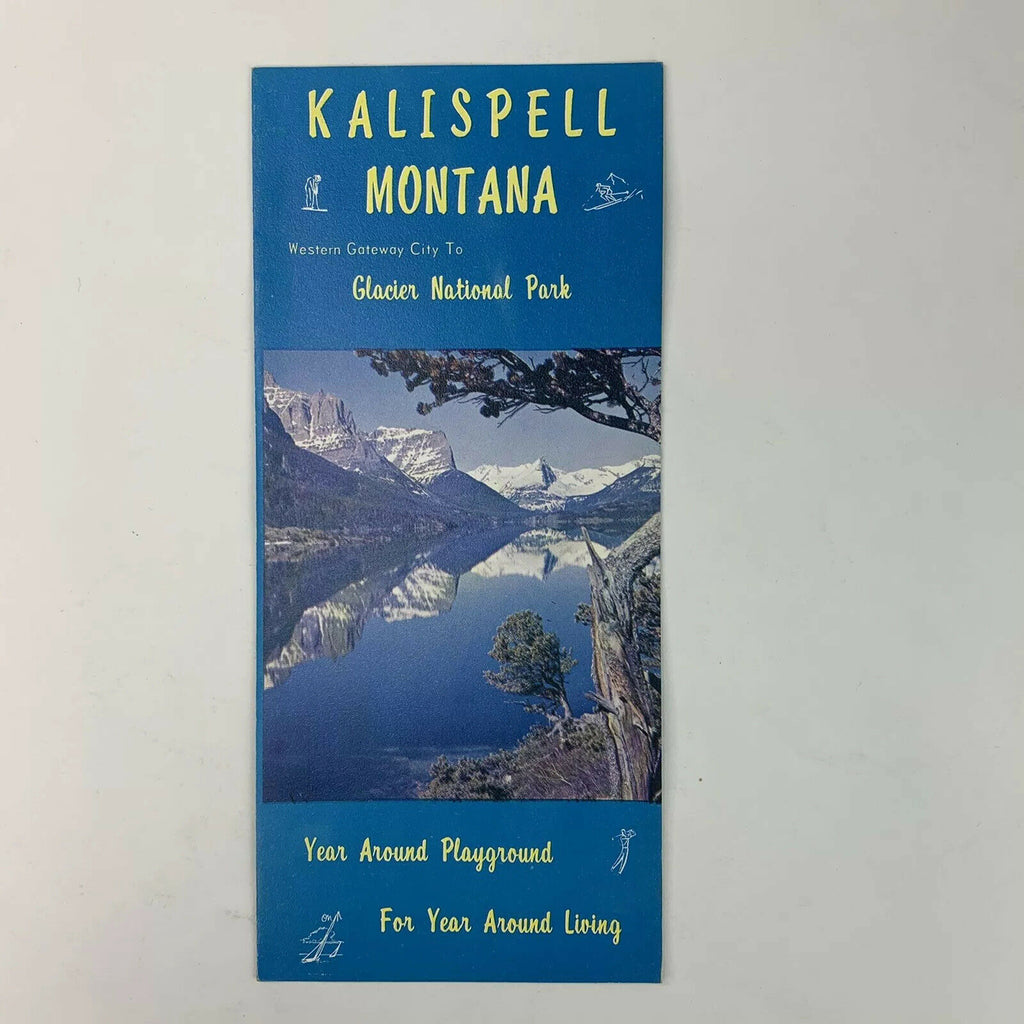 KALISPELL
MONTANA
Western Gateway City To
Glacier National Park
Year Around Playground
For Year Around Living